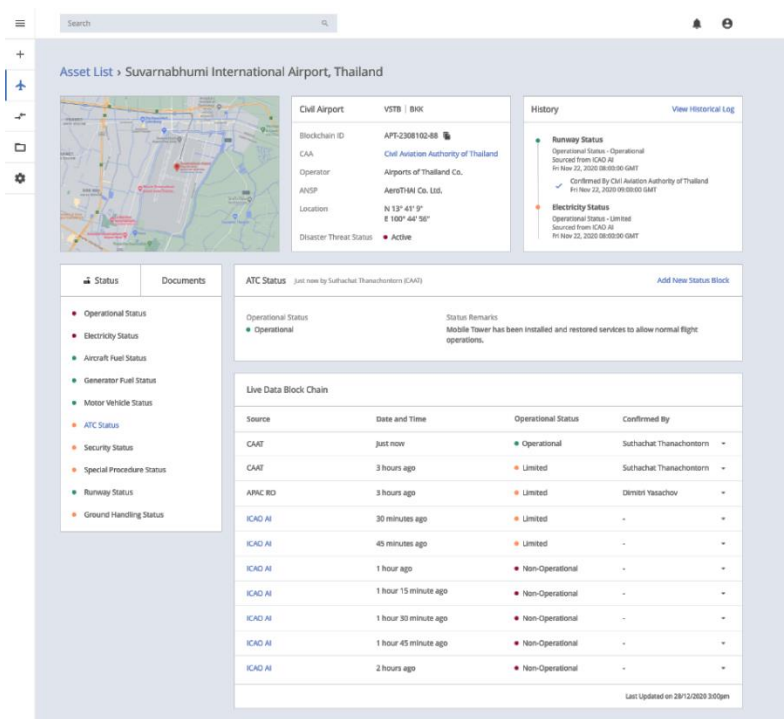 Search
Asset List › Suvarnabhumi International Airport, Thailand
Civil Airport VSTB | BKK
Blockchain ID APT-2308102-88
CAA Civil Aviation Authority of Thailand
Operator Airports of Thailand Co.
ANSP AeroTHAI Co. Ltd.
Location N 13° 41' 9"
E 100° 44' 56"
Disaster Threat Status Active
History View Historical Log
Runway Status
Operational Status - Operational
Sourced from ICAO AI
Fri Nov 22, 2020 08:00:00 GMT
Confirmed By Civil Aviation Authority of Thailand
Fri Nov 22, 2020 09:00:00 GMT
Electricity Status
Operational Status - Limited
Sourced from ICAO AI
Fri Nov 22, 2020 08:00:00 GMT
Status Documents
Operational Status
Electricity Status
Aircraft Fuel Status
Generator Fuel Status
Motor Vehicle Status
ATC Status
Security Status
Special Procedure Status
Runway Status
Ground Handling Status
ATC Status Just now by Suthachat Thanachontorn (CAAT) Add New Status Block
Operational Status Status Remarks
Operational Mobile Tower has been installed and restored services to allow normal flight
operations.
Live Data Block Chain
Source Date and Time Operational Status Confirmed By
CAAT Just now Operational Suthachat Thanachontorn
CAAT 3 hours ago Limited Suthachat Thanachontorn
APAC RO 3 hours ago Limited Dimitri Yasachov
ICAO AI 30 minutes ago Limited -
ICAO AI 45 minutes ago Limited -
ICAO AI 1 hour ago Non-Operational -
ICAO AI 1 hour 15 minute ago Non-Operational -
ICAO AI 1 hour 30 minute ago Non-Operational -
ICAO AI 1 hour 45 minute ago Non-Operational -
ICAO AI 2 hours ago Non-Operational -
Last Updated on 28/12/2020 3:00pm